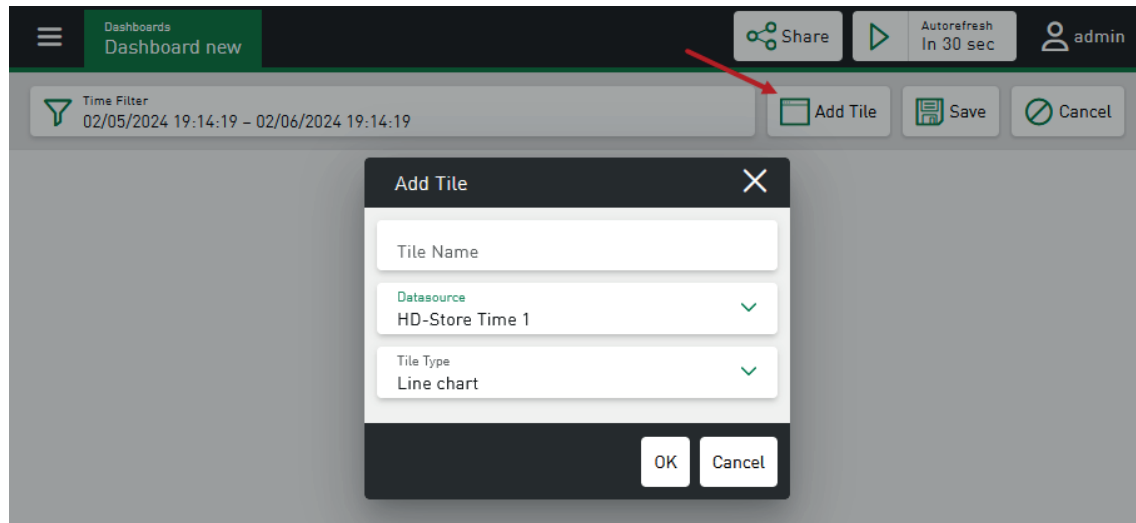 Dashboards
Dashboard new
Share
Autorefresh
In 30 sec
admin
Time Filter
02/05/2024 19:14:19 – 02/06/2024 19:14:19
Add Tile
Save
Cancel
Add Tile
Tile Name
Datasource
HD-Store Time 1
Tile Type
Line chart
OK
Cancel